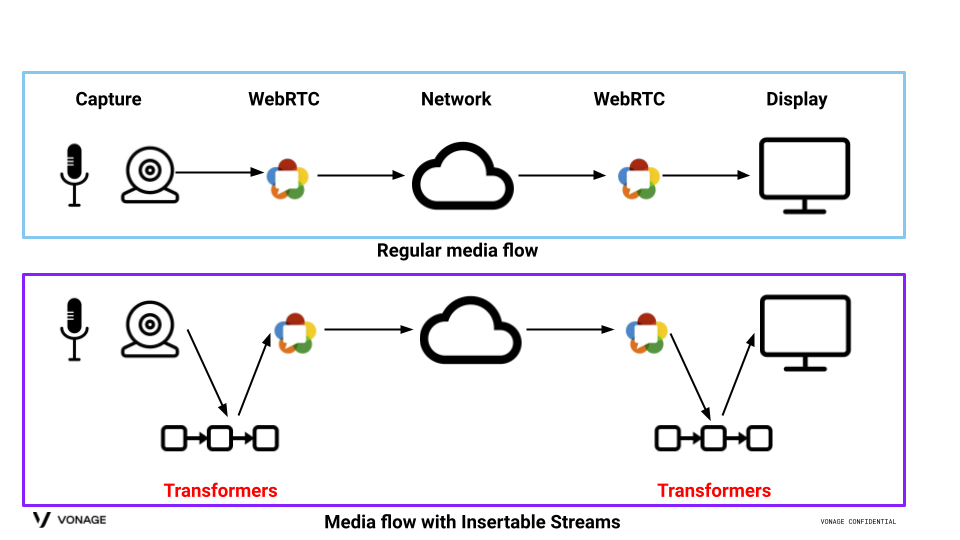 Capture WebRTC Network WebRTC Display
Regular media flow
Transformers Transformers
VONAGE
Media flow with Insertable Streams
VONAGE CONFIDENTIAL